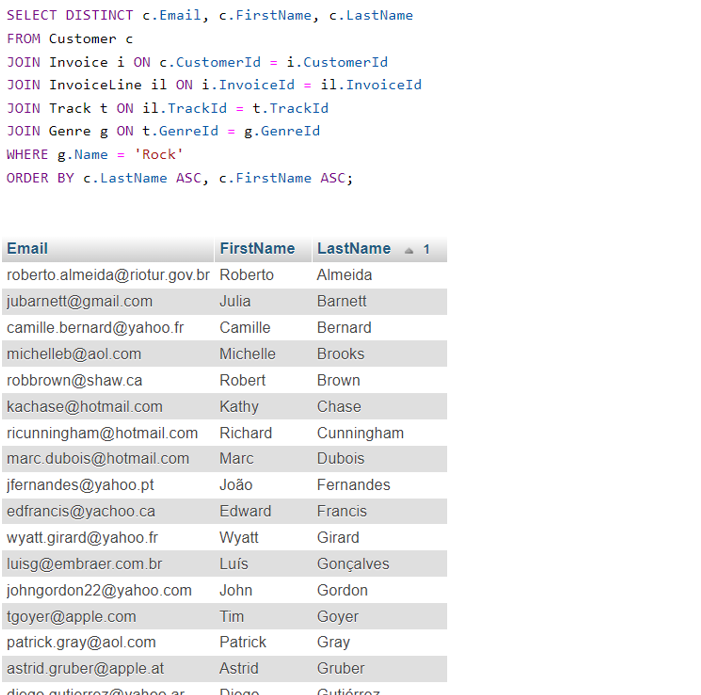 SELECT DISTINCT c.Email, c.FirstName, c.LastName
FROM Customer c
JOIN Invoice i ON c.CustomerId = i.CustomerId
JOIN InvoiceLine il ON i.InvoiceId = il.InvoiceId
JOIN Track t ON il.TrackId = t.TrackId
JOIN Genre g ON t.GenreId = g.GenreId
WHERE g.Name = 'Rock'
ORDER BY c.LastName ASC, c.FirstName ASC;
Email FirstName LastName 1
roberto.almeida@riotur.gov.br Roberto Almeida
jubarnett@gmail.com Julia Barnett
camille.bernard@yahoo.fr Camille Bernard
michelleb@aol.com Michelle Brooks
robbrown@shaw.ca Robert Brown
kachase@hotmail.com Kathy Chase
ricunningham@hotmail.com Richard Cunningham
marc.dubois@hotmail.com Marc Dubois
jfernandes@yahoo.pt João Fernandes
edfrancis@yachoo.ca Edward Francis
wyatt.girard@yahoo.fr Wyatt Girard
luisg@embraer.com.br Luís Gonçalves
johngordon22@yahoo.com John Gordon
tgoyer@apple.com Tim Goyer
patrick.gray@aol.com Patrick Gray
astrid.gruber@apple.at Astrid Gruber
diego.gutierrez@yahoo.ar Diego Gutiérrez